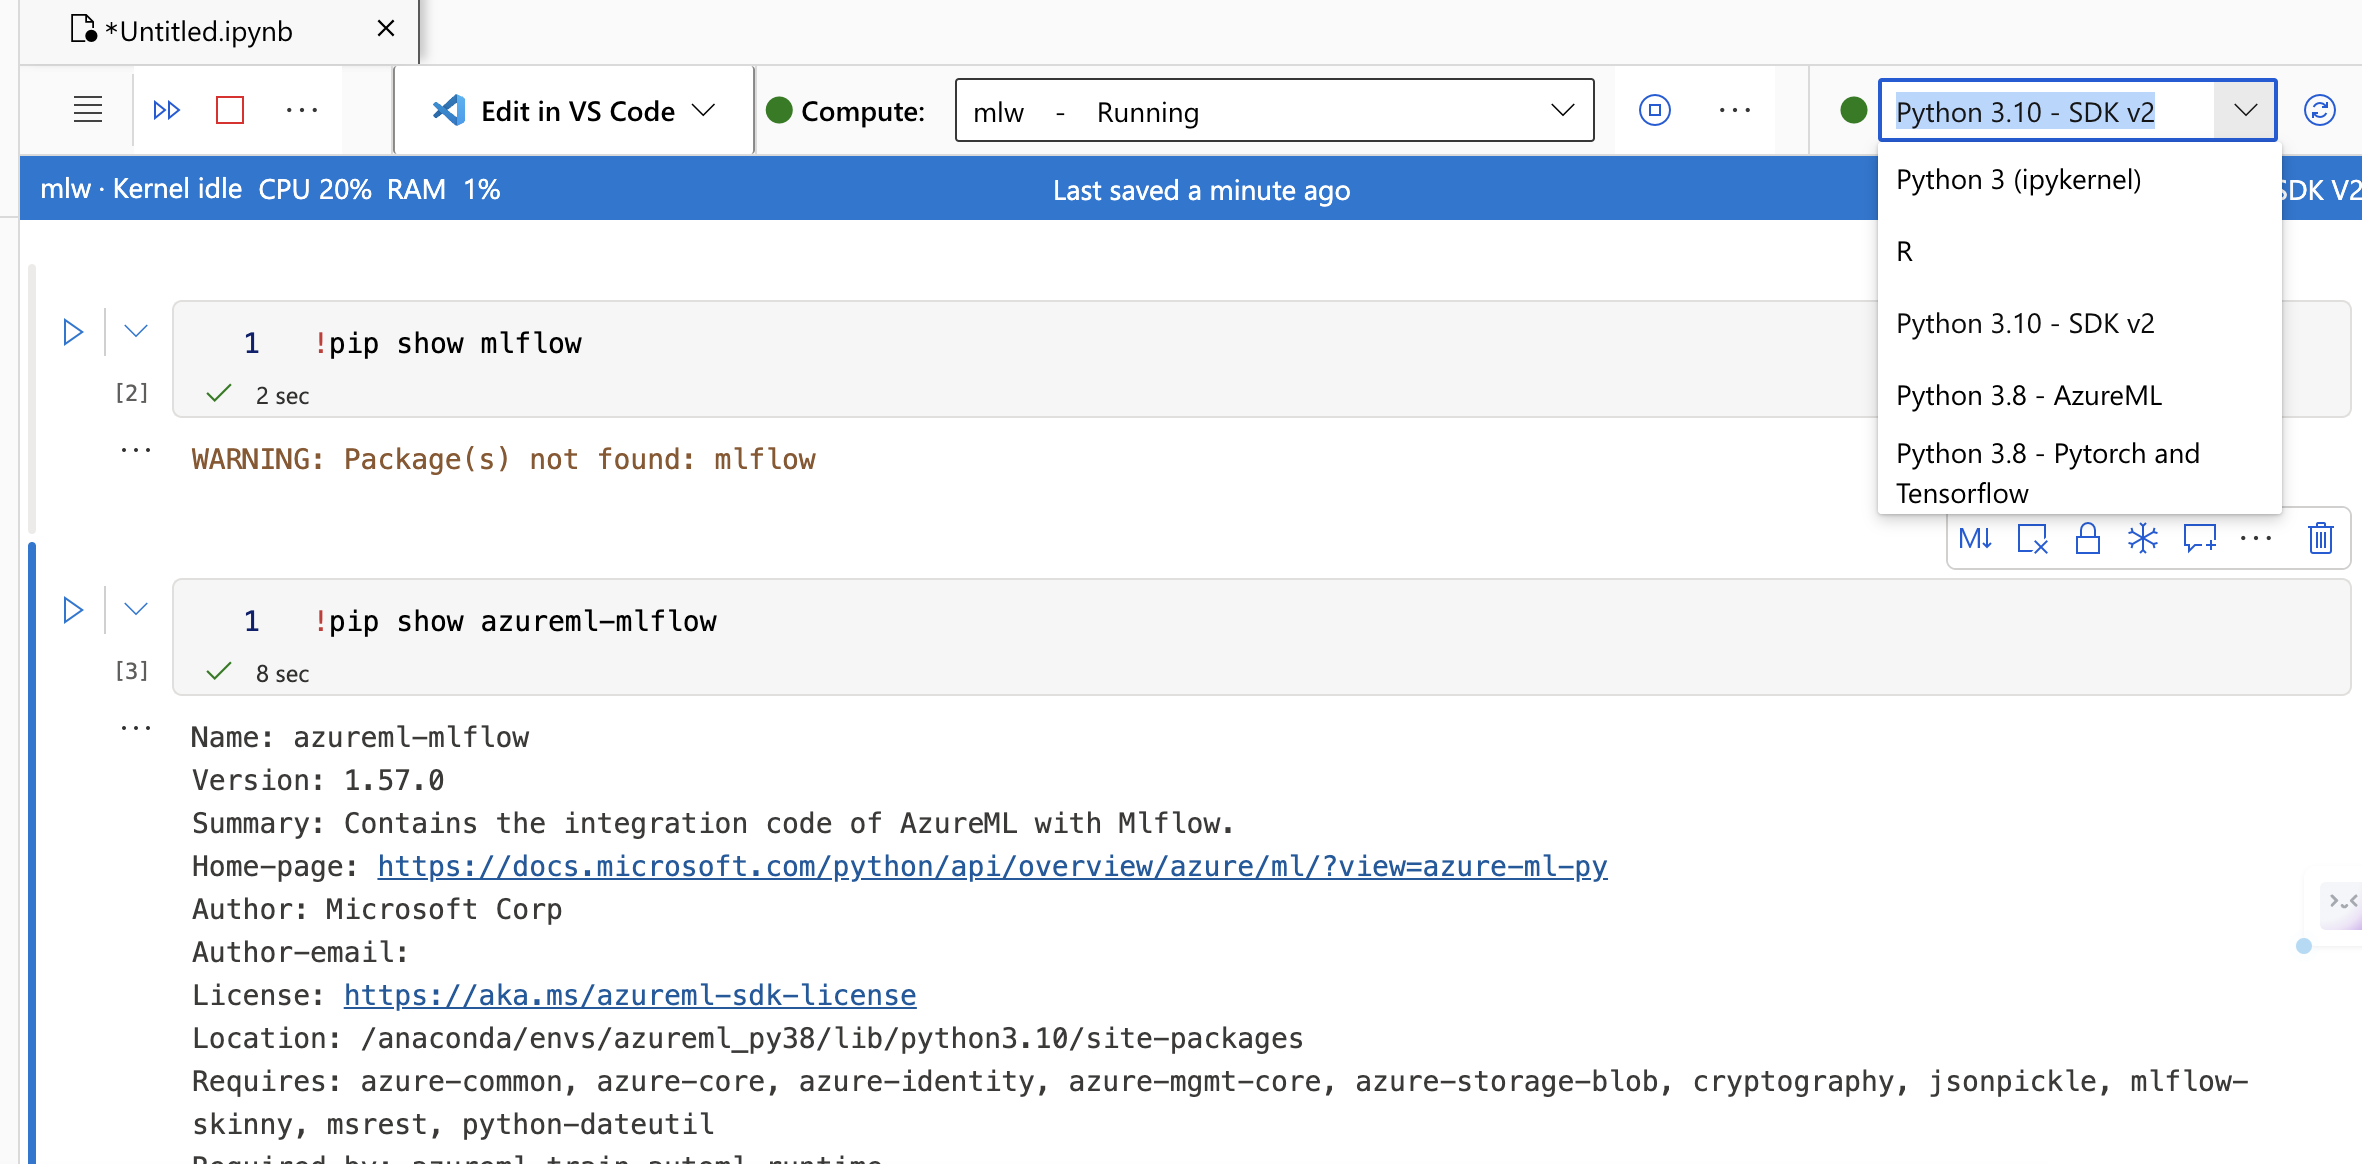 *Untitled.ipynb
Edit in VS Code
Compute:
mlw - Running
Python 3.10 - SDK v2
mlw · Kernel idle CPU 20% RAM 1%
Last saved a minute ago
SDK V2
Python 3 (ipykernel)
R
Python 3.10 - SDK v2
Python 3.8 - AzureML
Python 3.8 - Pytorch and
Tensorflow
1 !pip show mlflow
[2]
2 sec
WARNING: Package(s) not found: mlflow
M↓
1 !pip show azureml-mlflow
[3]
8 sec
Name: azureml-mlflow
Version: 1.57.0
Summary: Contains the integration code of AzureML with Mlflow.
Home-page: https://docs.microsoft.com/python/api/overview/azure/ml/?view=azure-ml-py
Author: Microsoft Corp
Author-email:
License: https://aka.ms/azureml-sdk-license
Location: /anaconda/envs/azureml_py38/lib/python3.10/site-packages
Requires: azure-common, azure-core, azure-identity, azure-mgmt-core, azure-storage-blob, cryptography, jsonpickle, mlflow-
skinny, msrest, python-dateutil
Required-by: azureml-train-automl-runtime